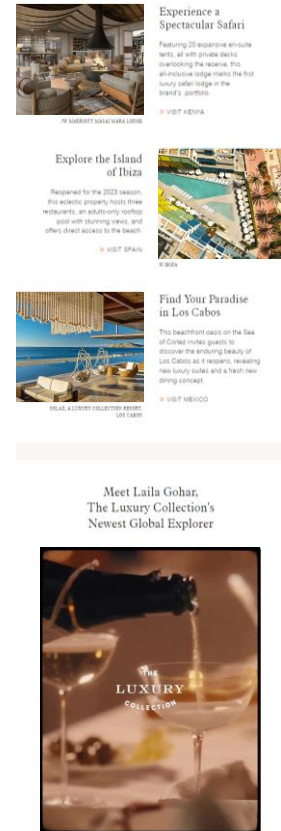 Experience a
Spectacular Safari
Featuring 20 expansive en-suite
tents, all with private decks
overlooking the reserve, this
all-inclusive lodge marks the first
luxury safari lodge in the
brand's portfolio.
» VISIT KENYA
JW MARRIOTT MASAI MARA LODGE
Explore the Island
of Ibiza
Reopened for the 2023 season,
this eclectic property hosts three
restaurants, an adults-only rooftop
pool with stunning views, and
offers direct access to the beach.
» VISIT SPAIN
W IBIZA
Find Your Paradise
in Los Cabos
This beachfront oasis on the Sea
of Cortez invites guests to
discover the enduring beauty of
Los Cabos as it reopens, revealing
new luxury suites and a fresh new
dining concept.
» VISIT MEXICO
SOLAZ, A LUXURY COLLECTION RESORT,
LOS CABOS
Meet Laila Gohar,
The Luxury Collection's
Newest Global Explorer
THE
LUXURY
COLLECTION